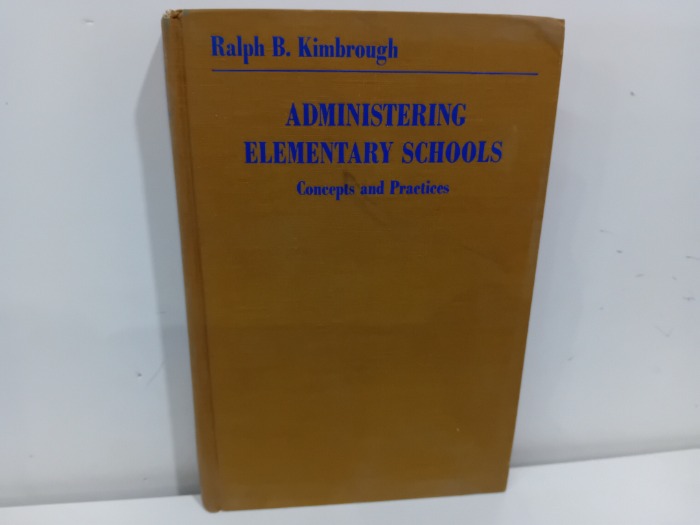 Ralph B. Kimbrough
ADMINISTERING
ELEMENTARY SCHOOLS
Concepts and Practices